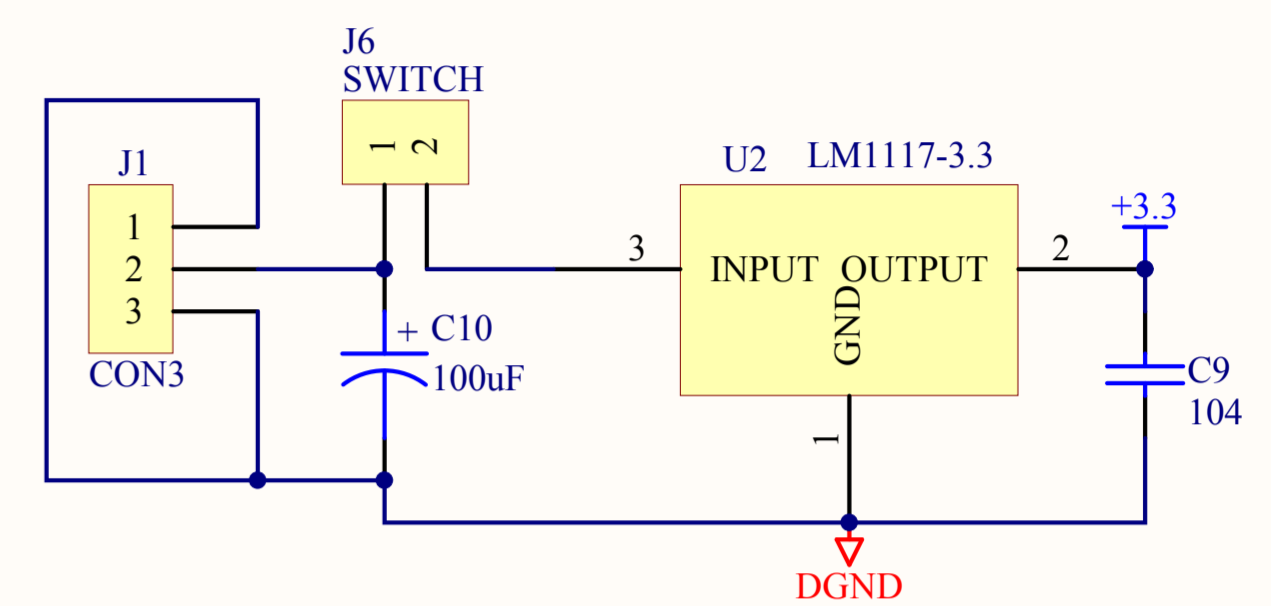 J6
SWITCH
1 2
J1
1
2
3
CON3
+ C10
100uF
U2 LM1117-3.3
3
INPUT OUTPUT
GND
2
1
+3.3
C9
104
DGND